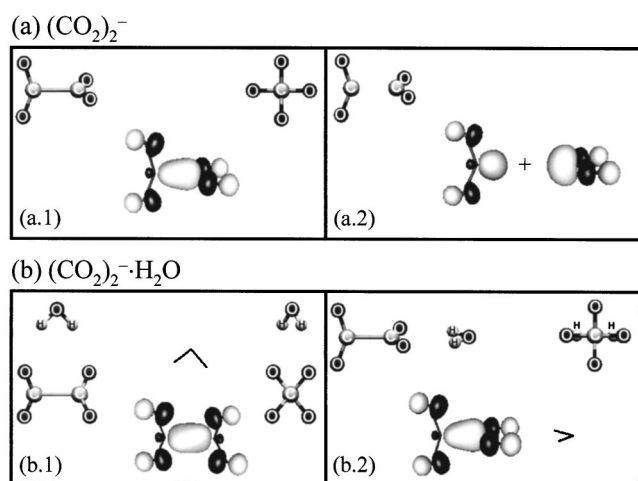 (a) (CO₂)₂⁻
O O O O O O O O O O O O
+
(a.1) (a.2)
(b) (CO₂)₂⁻·H₂O
O H H O H H O O O O O O O O
(b.1)
O O O O H H O O H H O O O
(b.2)